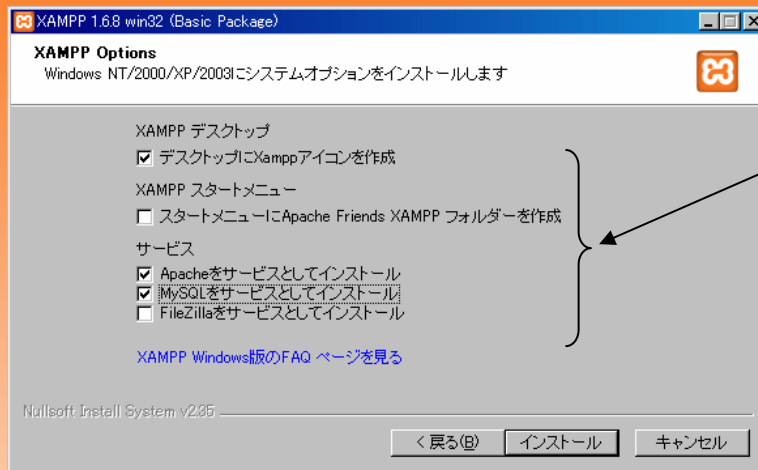 XAMPP 1.6.8 win32 (Basic Package)
XAMPP Options
Windows NT/2000/XP/2003にシステムオプションをインストールします
XAMPP デスクトップ
デスクトップにXamppアイコンを作成
XAMPP スタートメニュー
スタートメニューにApache Friends XAMPP フォルダーを作成
サービス
Apacheをサービスとしてインストール
MySQLをサービスとしてインストール
FileZillaをサービスとしてインストール
XAMPP Windows版のFAQ ページを見る
Nullsoft Install System v2.35
< 戻る(B) インストール キャンセル